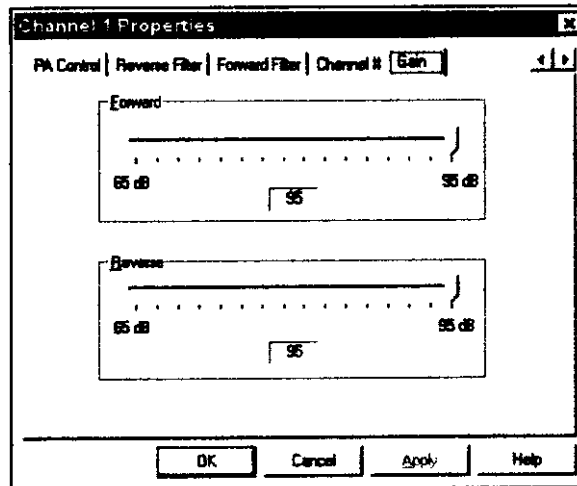 Channel 1 Properties
PA Control Reverse Filter Forward Filter Channel # Gain
Forward
65 dB 95 dB
95
Reverse
65 dB 95 dB
95
OK Cancel Apply Help